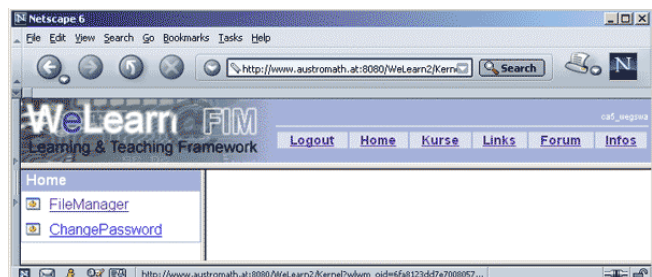 Netscape 6
File Edit View Search Go Bookmarks Tasks Help
http://www.austromath.at:8080/WeLearn2/Kerne Search N
WeLearn FIM
ca5_wegswa
Learning & Teaching Framework
Logout Home Kurse Links Forum Infos
Home
FileManager
ChangePassword
http://www.austromath.at:8080/WeLearn2/Kernel?wlwm_oid=6fa8123dd7e7008057...